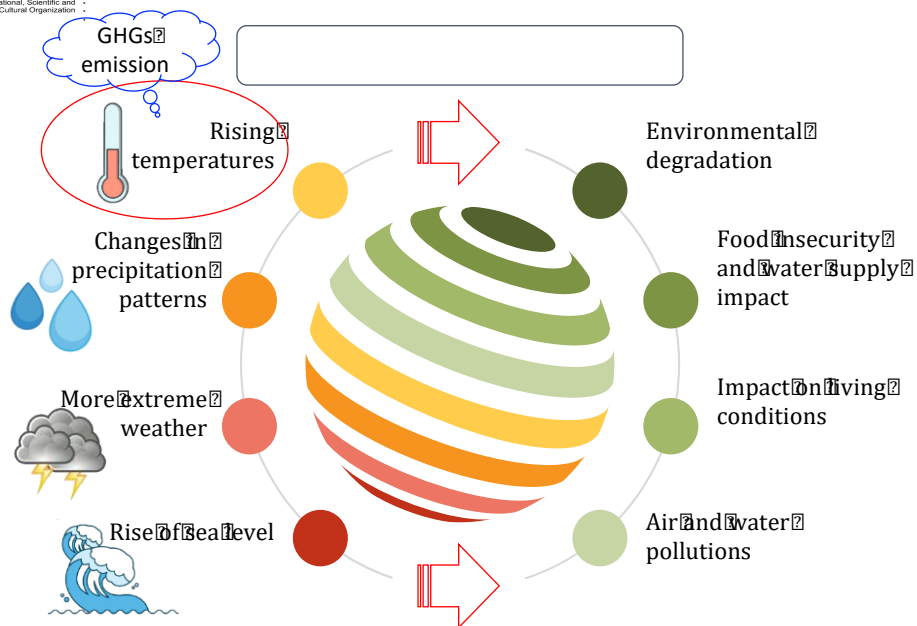 ational, Scientific and
Cultural Organization
GHGs
emission
Rising
temperatures
Changes in
precipitation
patterns
More extreme
weather
Rise of sea level
Environmental
degradation
Food insecurity
and water supply
impact
Impact on living
conditions
Air and water
pollutions